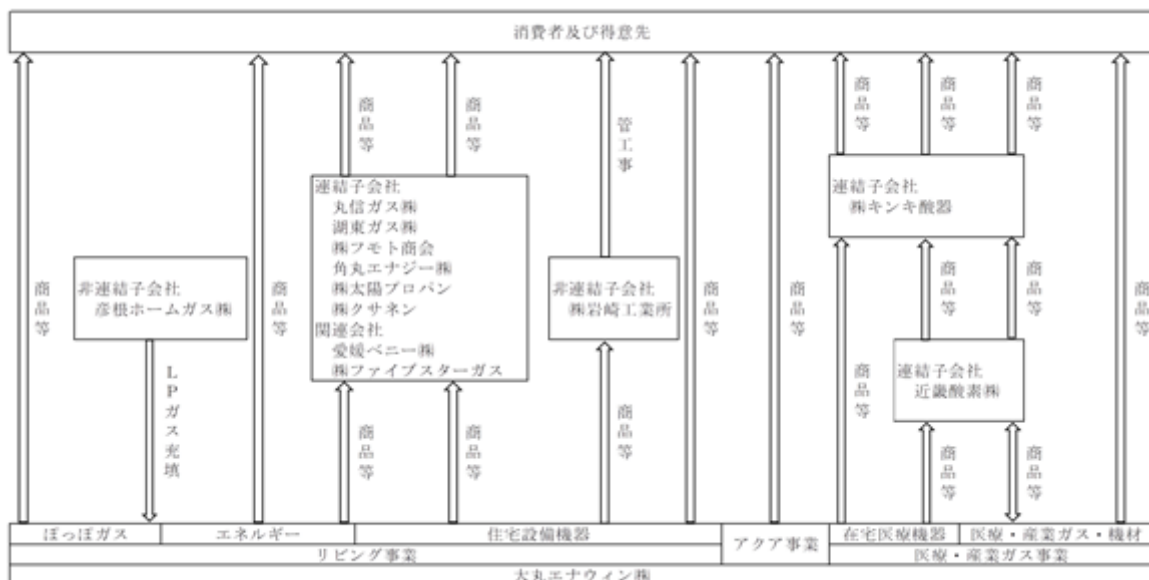 消費者及び得意先
商品等
商品等
管工事
商品等
商品等
商品等
連結子会社
丸信ガス㈱
湖東ガス㈱
㈱フモト商会
角丸エナジー㈱
㈱太陽プロパン
㈱クサネン
関連会社
愛媛ベニー㈱
㈱ファイブスターガス
連結子会社
㈱キンキ酸器
商品等
非連結子会社
彦根ホームガス㈱
商品等
非連結子会社
㈱岩崎工業所
商品等
商品等
商品等
商品等
商品等
連結子会社
近畿酸素㈱
LPガス充填
商品等
商品等
商品等
商品等
商品等
商品等
ぽっぽガス
エネルギー
住宅設備機器
アクア事業
在宅医療機器
医療・産業ガス・機材
リビング事業
医療・産業ガス事業
大丸エナウィン㈱